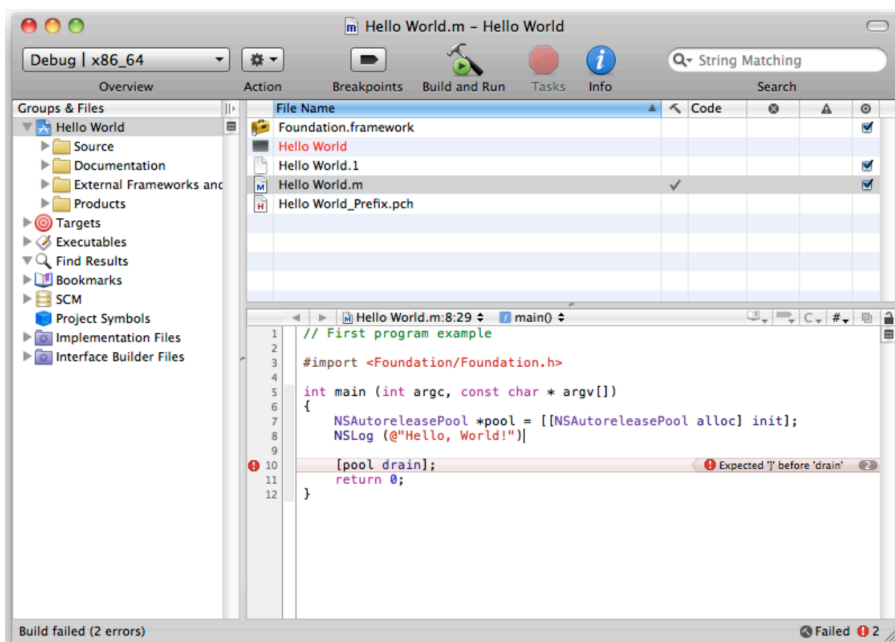 Hello World.m – Hello World
Debug | x86_64
Overview
Action
Breakpoints
Build and Run
Tasks
Info
String Matching
Search
Groups & Files
Hello World
Source
Documentation
External Frameworks and
Products
Targets
Executables
Find Results
Bookmarks
SCM
Project Symbols
Implementation Files
Interface Builder Files
File Name
Code
Foundation.framework
Hello World
Hello World.1
Hello World.m
Hello World_Prefix.pch
Hello World.m:8:29
main()
C
#
1 // First program example
2
3 #import <Foundation/Foundation.h>
4
5 int main (int argc, const char * argv[])
6 {
7 NSAutoreleasePool *pool = [[NSAutoreleasePool alloc] init];
8 NSLog (@"Hello, World!")
9
10 [pool drain]; Expected ']' before 'drain' 2
11 return 0;
12 }
Build failed (2 errors)
Failed 2